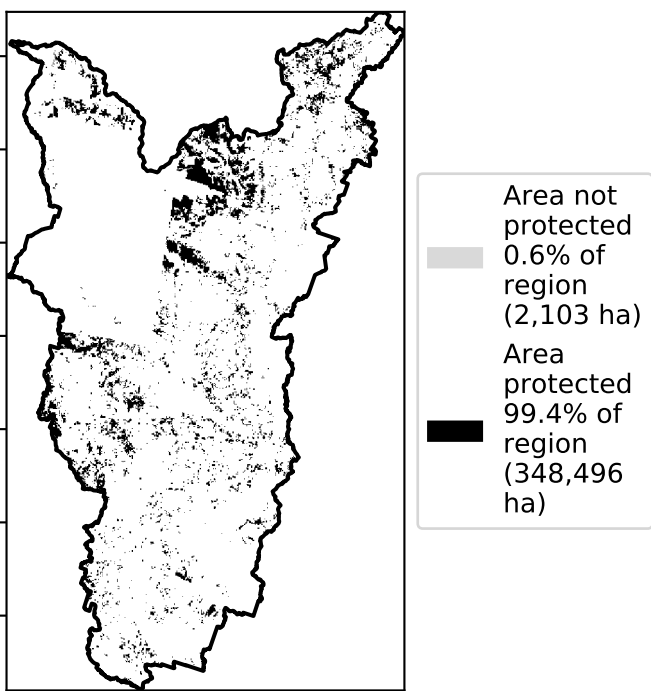 Area not
protected
0.6% of
region
(2,103 ha)
Area
protected
99.4% of
region
(348,496
ha)